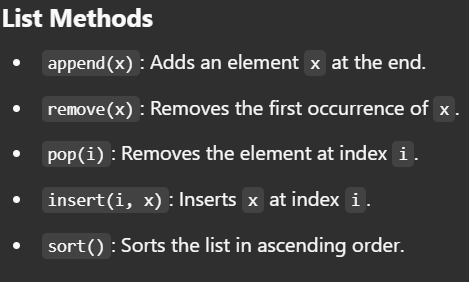 List Methods
• append(x): Adds an element x at the end.
• remove(x): Removes the first occurrence of x.
• pop(i): Removes the element at index i.
• insert(i, x): Inserts x at index i.
• sort(): Sorts the list in ascending order.